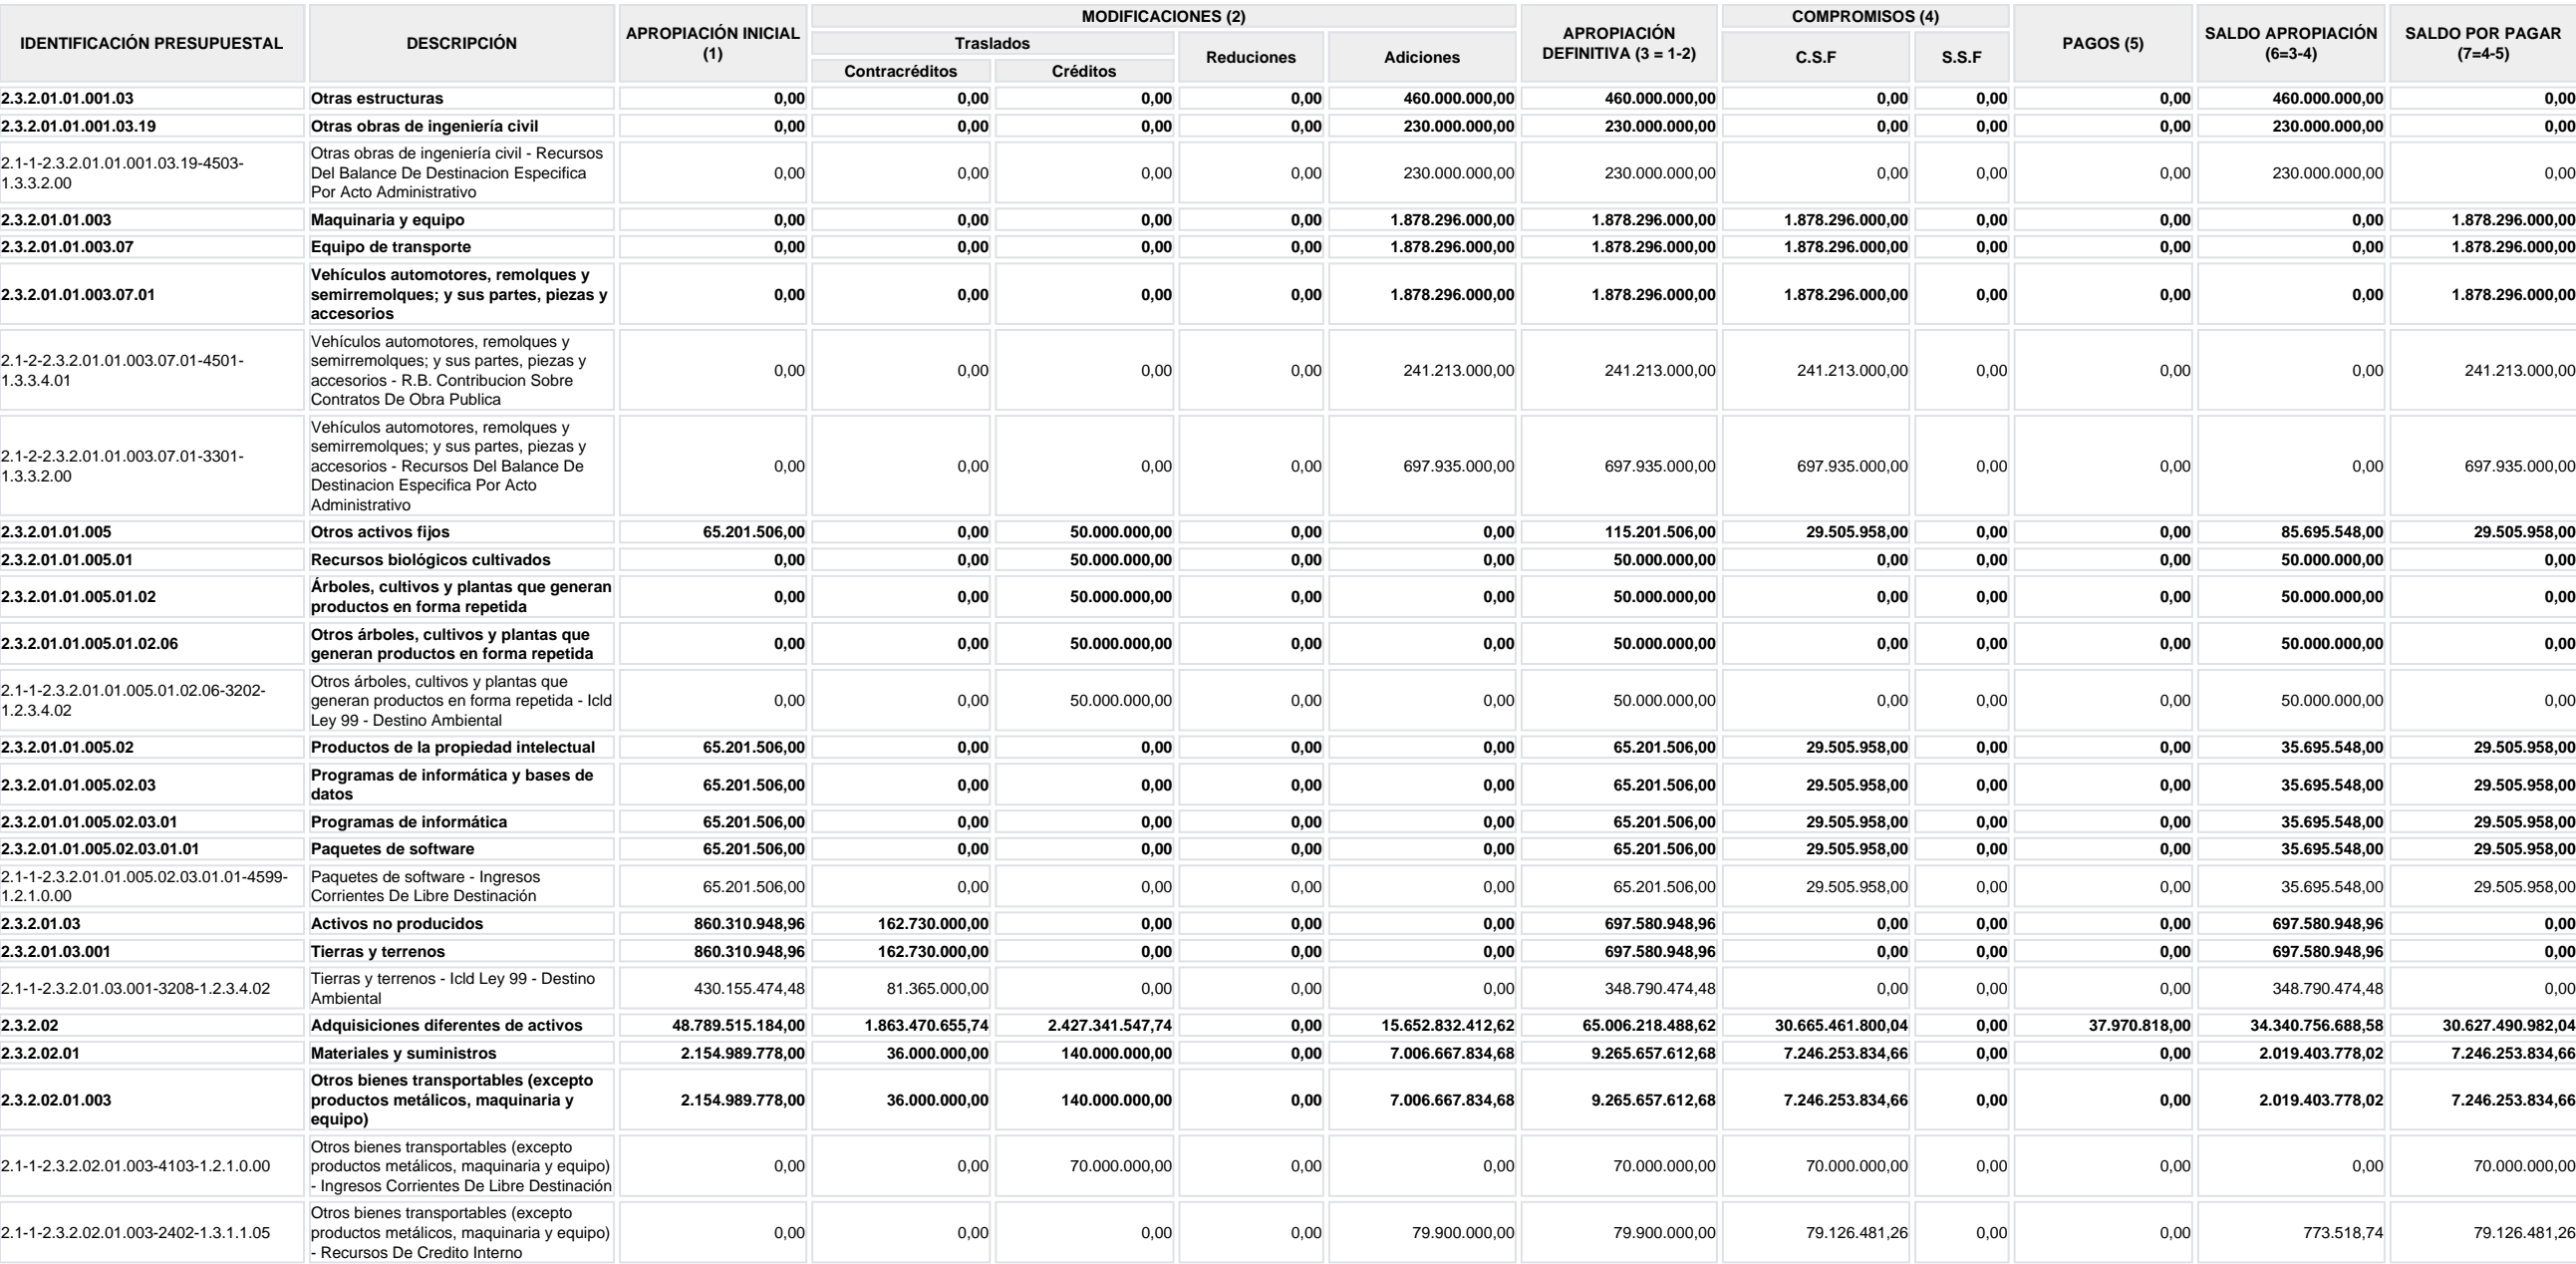 IDENTIFICACIÓN PRESUPUESTAL DESCRIPCIÓN APROPIACIÓN INICIAL (1) MODIFICACIONES (2) APROPIACIÓN DEFINITIVA (3 = 1-2) COMPROMISOS (4) PAGOS (5) SALDO APROPIACIÓN (6=3-4) SALDO POR PAGAR (7=4-5)
Traslados Reduciones Adiciones C.S.F S.S.F
Contracréditos Créditos
2.3.2.01.01.001.03 Otras estructuras 0,00 0,00 0,00 0,00 460.000.000,00 460.000.000,00 0,00 0,00 0,00 460.000.000,00 0,00
2.3.2.01.01.001.03.19 Otras obras de ingeniería civil 0,00 0,00 0,00 0,00 230.000.000,00 230.000.000,00 0,00 0,00 0,00 230.000.000,00 0,00
2.1-1-2.3.2.01.01.001.03.19-4503-1.3.3.2.00 Otras obras de ingeniería civil - Recursos Del Balance De Destinacion Especifica Por Acto Administrativo 0,00 0,00 0,00 0,00 230.000.000,00 230.000.000,00 0,00 0,00 0,00 230.000.000,00 0,00
2.3.2.01.01.003 Maquinaria y equipo 0,00 0,00 0,00 0,00 1.878.296.000,00 1.878.296.000,00 1.878.296.000,00 0,00 0,00 0,00 1.878.296.000,00
2.3.2.01.01.003.07 Equipo de transporte 0,00 0,00 0,00 0,00 1.878.296.000,00 1.878.296.000,00 1.878.296.000,00 0,00 0,00 0,00 1.878.296.000,00
2.3.2.01.01.003.07.01 Vehículos automotores, remolques y semirremolques; y sus partes, piezas y accesorios 0,00 0,00 0,00 0,00 1.878.296.000,00 1.878.296.000,00 1.878.296.000,00 0,00 0,00 0,00 1.878.296.000,00
2.1-2-2.3.2.01.01.003.07.01-4501-1.3.3.4.01 Vehículos automotores, remolques y semirremolques; y sus partes, piezas y accesorios - R.B. Contribucion Sobre Contratos De Obra Publica 0,00 0,00 0,00 0,00 241.213.000,00 241.213.000,00 241.213.000,00 0,00 0,00 0,00 241.213.000,00
2.1-2-2.3.2.01.01.003.07.01-3301-1.3.3.2.00 Vehículos automotores, remolques y semirremolques; y sus partes, piezas y accesorios - Recursos Del Balance De Destinacion Especifica Por Acto Administrativo 0,00 0,00 0,00 0,00 697.935.000,00 697.935.000,00 697.935.000,00 0,00 0,00 0,00 697.935.000,00
2.3.2.01.01.005 Otros activos fijos 65.201.506,00 0,00 50.000.000,00 0,00 0,00 115.201.506,00 29.505.958,00 0,00 0,00 85.695.548,00 29.505.958,00
2.3.2.01.01.005.01 Recursos biológicos cultivados 0,00 0,00 50.000.000,00 0,00 0,00 50.000.000,00 0,00 0,00 0,00 50.000.000,00 0,00
2.3.2.01.01.005.01.02 Árboles, cultivos y plantas que generan productos en forma repetida 0,00 0,00 50.000.000,00 0,00 0,00 50.000.000,00 0,00 0,00 0,00 50.000.000,00 0,00
2.3.2.01.01.005.01.02.06 Otros árboles, cultivos y plantas que generan productos en forma repetida 0,00 0,00 50.000.000,00 0,00 0,00 50.000.000,00 0,00 0,00 0,00 50.000.000,00 0,00
2.1-1-2.3.2.01.01.005.01.02.06-3202-1.2.3.4.02 Otros árboles, cultivos y plantas que generan productos en forma repetida - Icld Ley 99 - Destino Ambiental 0,00 0,00 50.000.000,00 0,00 0,00 50.000.000,00 0,00 0,00 0,00 50.000.000,00 0,00
2.3.2.01.01.005.02 Productos de la propiedad intelectual 65.201.506,00 0,00 0,00 0,00 0,00 65.201.506,00 29.505.958,00 0,00 0,00 35.695.548,00 29.505.958,00
2.3.2.01.01.005.02.03 Programas de informática y bases de datos 65.201.506,00 0,00 0,00 0,00 0,00 65.201.506,00 29.505.958,00 0,00 0,00 35.695.548,00 29.505.958,00
2.3.2.01.01.005.02.03.01 Programas de informática 65.201.506,00 0,00 0,00 0,00 0,00 65.201.506,00 29.505.958,00 0,00 0,00 35.695.548,00 29.505.958,00
2.3.2.01.01.005.02.03.01.01 Paquetes de software 65.201.506,00 0,00 0,00 0,00 0,00 65.201.506,00 29.505.958,00 0,00 0,00 35.695.548,00 29.505.958,00
2.1-1-2.3.2.01.01.005.02.03.01.01-4599-1.2.1.0.00 Paquetes de software - Ingresos Corrientes De Libre Destinación 65.201.506,00 0,00 0,00 0,00 0,00 65.201.506,00 29.505.958,00 0,00 0,00 35.695.548,00 29.505.958,00
2.3.2.01.03 Activos no producidos 860.310.948,96 162.730.000,00 0,00 0,00 0,00 697.580.948,96 0,00 0,00 0,00 697.580.948,96 0,00
2.3.2.01.03.001 Tierras y terrenos 860.310.948,96 162.730.000,00 0,00 0,00 0,00 697.580.948,96 0,00 0,00 0,00 697.580.948,96 0,00
2.1-1-2.3.2.01.03.001-3208-1.2.3.4.02 Tierras y terrenos - Icld Ley 99 - Destino Ambiental 430.155.474,48 81.365.000,00 0,00 0,00 0,00 348.790.474,48 0,00 0,00 0,00 348.790.474,48 0,00
2.3.2.02 Adquisiciones diferentes de activos 48.789.515.184,00 1.863.470.655,74 2.427.341.547,74 0,00 15.652.832.412,62 65.006.218.488,62 30.665.461.800,04 0,00 37.970.818,00 34.340.756.688,58 30.627.490.982,04
2.3.2.02.01 Materiales y suministros 2.154.989.778,00 36.000.000,00 140.000.000,00 0,00 7.006.667.834,68 9.265.657.612,68 7.246.253.834,66 0,00 0,00 2.019.403.778,02 7.246.253.834,66
2.3.2.02.01.003 Otros bienes transportables (excepto productos metálicos, maquinaria y equipo) 2.154.989.778,00 36.000.000,00 140.000.000,00 0,00 7.006.667.834,68 9.265.657.612,68 7.246.253.834,66 0,00 0,00 2.019.403.778,02 7.246.253.834,66
2.1-1-2.3.2.02.01.003-4103-1.2.1.0.00 Otros bienes transportables (excepto productos metálicos, maquinaria y equipo) - Ingresos Corrientes De Libre Destinación 0,00 0,00 70.000.000,00 0,00 0,00 70.000.000,00 70.000.000,00 0,00 0,00 0,00 70.000.000,00
2.1-1-2.3.2.02.01.003-2402-1.3.1.1.05 Otros bienes transportables (excepto productos metálicos, maquinaria y equipo) - Recursos De Credito Interno 0,00 0,00 0,00 0,00 79.900.000,00 79.900.000,00 79.126.481,26 0,00 0,00 773.518,74 79.126.481,26